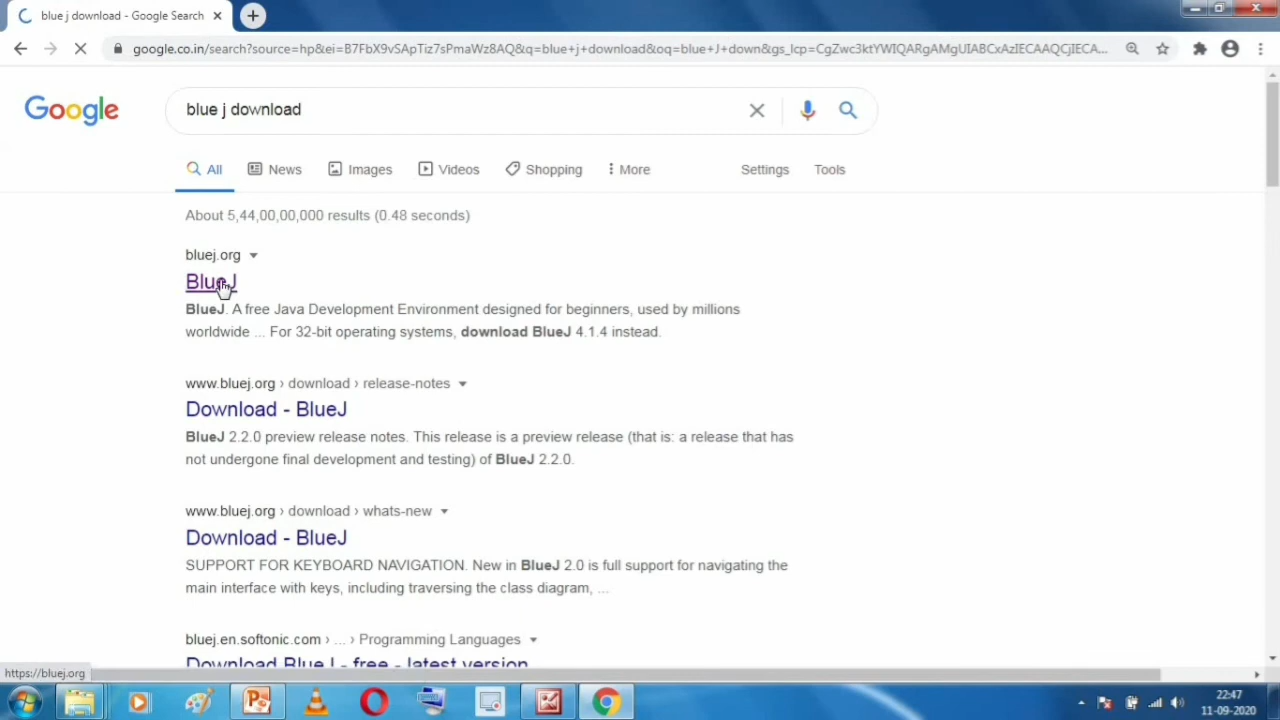 blue j download - Google Search
google.co.in/search?source=hp&ei=B7FbX9vSApTiz7sPmaWz8AQ&q=blue+j+download&oq=blue+J+down&gs_lcp=CgZwc3ktYWIQARgAMgUIABCxAzIECAAQCjIECA...
Google
blue j download
All News Images Videos Shopping More Settings Tools
About 5,44,00,00,000 results (0.48 seconds)
bluej.org
BlueJ
BlueJ. A free Java Development Environment designed for beginners, used by millions
worldwide ... For 32-bit operating systems, download BlueJ 4.1.4 instead.
www.bluej.org › download › release-notes
Download - BlueJ
BlueJ 2.2.0 preview release notes. This release is a preview release (that is: a release that has
not undergone final development and testing) of BlueJ 2.2.0.
www.bluej.org › download › whats-new
Download - BlueJ
SUPPORT FOR KEYBOARD NAVIGATION. New in BlueJ 2.0 is full support for navigating the
main interface with keys, including traversing the class diagram, ...
bluej.en.softonic.com › ... › Programming Languages
Download BlueJ - free - latest version
https://bluej.org
22:47
11-09-2020